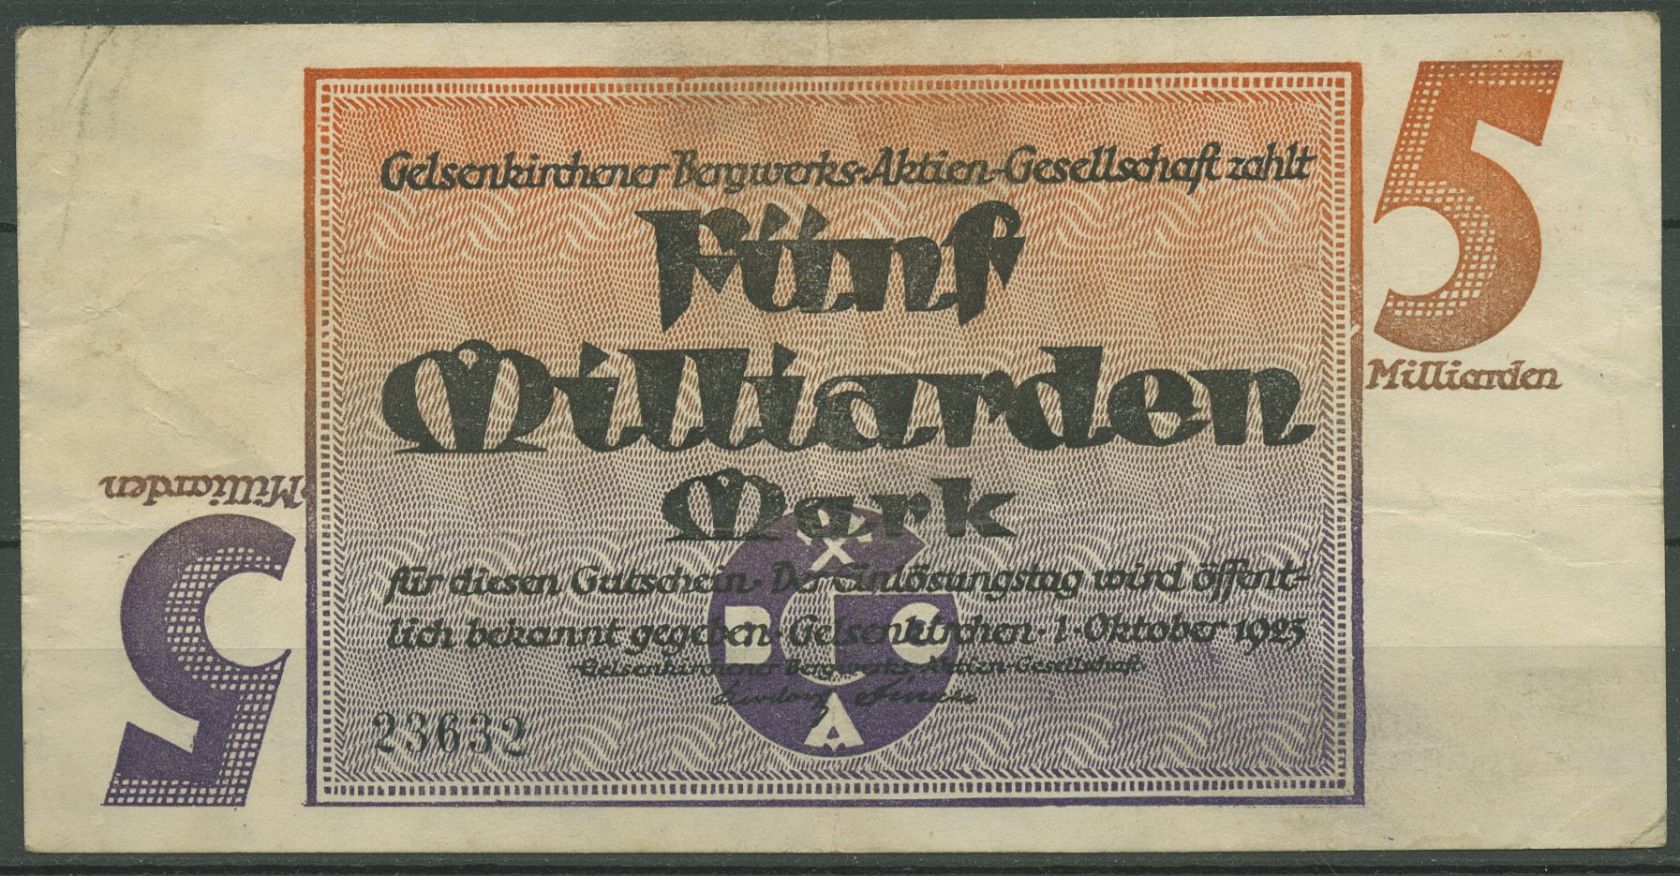 5
Milliarden
Gelsenkirchener Bergwerks-Aktien-Gesellschaft zahlt
Fünf
Milliarden
Mark
für diesen Gutschein · Der Einlösungstag wird öffent-
lich bekannt gegeben · Gelsenkirchen · 1 · Oktober 1923
Gelsenkirchener Bergwerks-Aktien-Gesellschaft
B G
A
23632
Milliarden
5